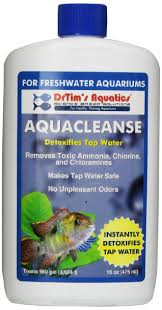 FOR FRESHWATER AQUARIUMS
DrTim's Aquatics
AQUACLEANSE
Detoxifies Tap Water
Removes Toxic Ammonia, Chlorine,
and Chloramines
Makes Tap Water Safe
No Unpleasant Odors
INSTANTLY
DETOXIFIES
TAP WATER
16 oz (473 ml)